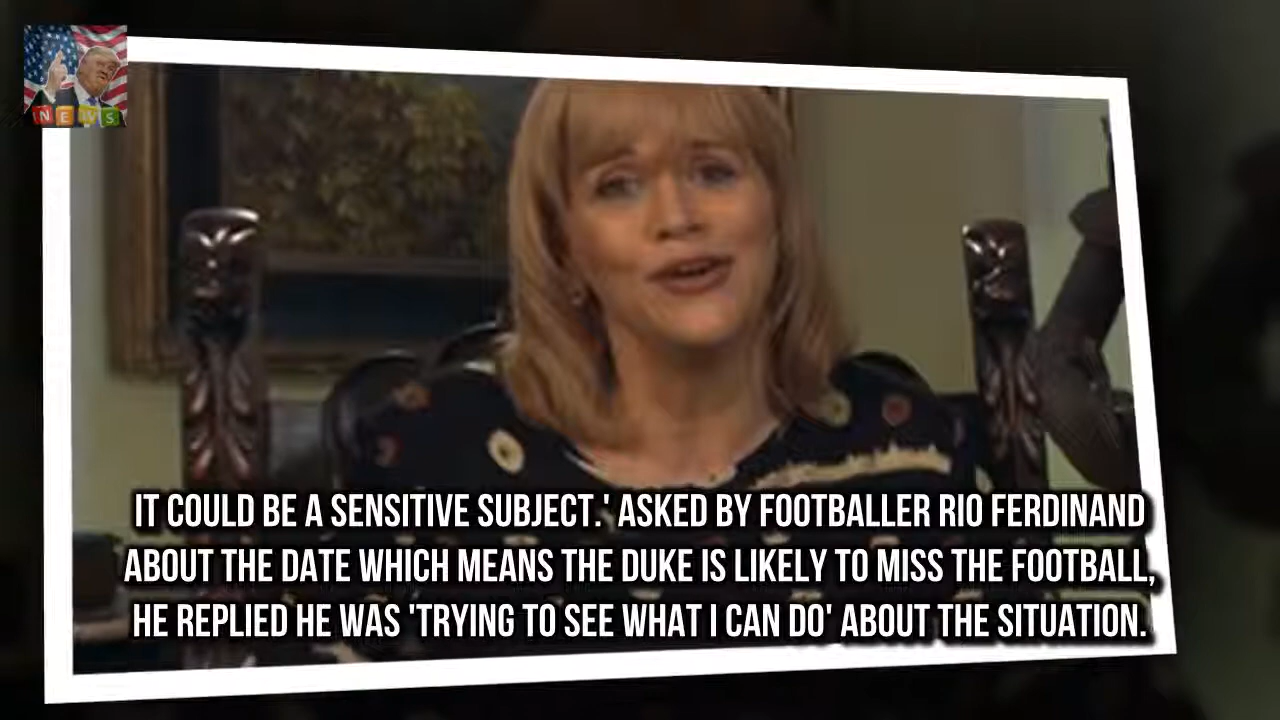 NEWS
IT COULD BE A SENSITIVE SUBJECT.' ASKED BY FOOTBALLER RIO FERDINAND
ABOUT THE DATE WHICH MEANS THE DUKE IS LIKELY TO MISS THE FOOTBALL,
HE REPLIED HE WAS 'TRYING TO SEE WHAT I CAN DO' ABOUT THE SITUATION.